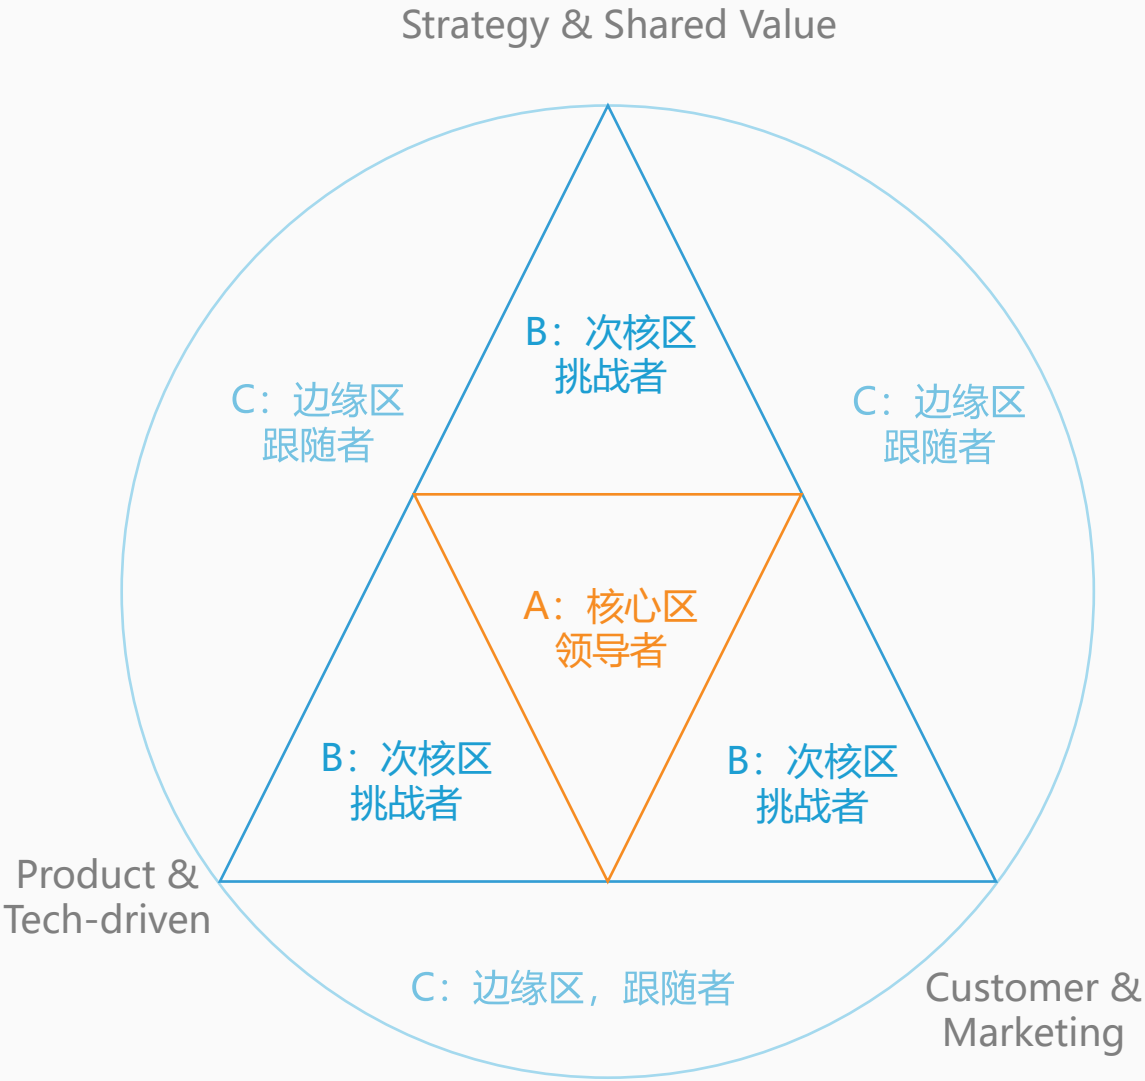 Strategy & Shared Value
B：次核区
挑战者
C：边缘区
跟随者
C：边缘区
跟随者
A：核心区
领导者
B：次核区
挑战者
B：次核区
挑战者
Product &
Tech-driven
C：边缘区，跟随者
Customer &
Marketing